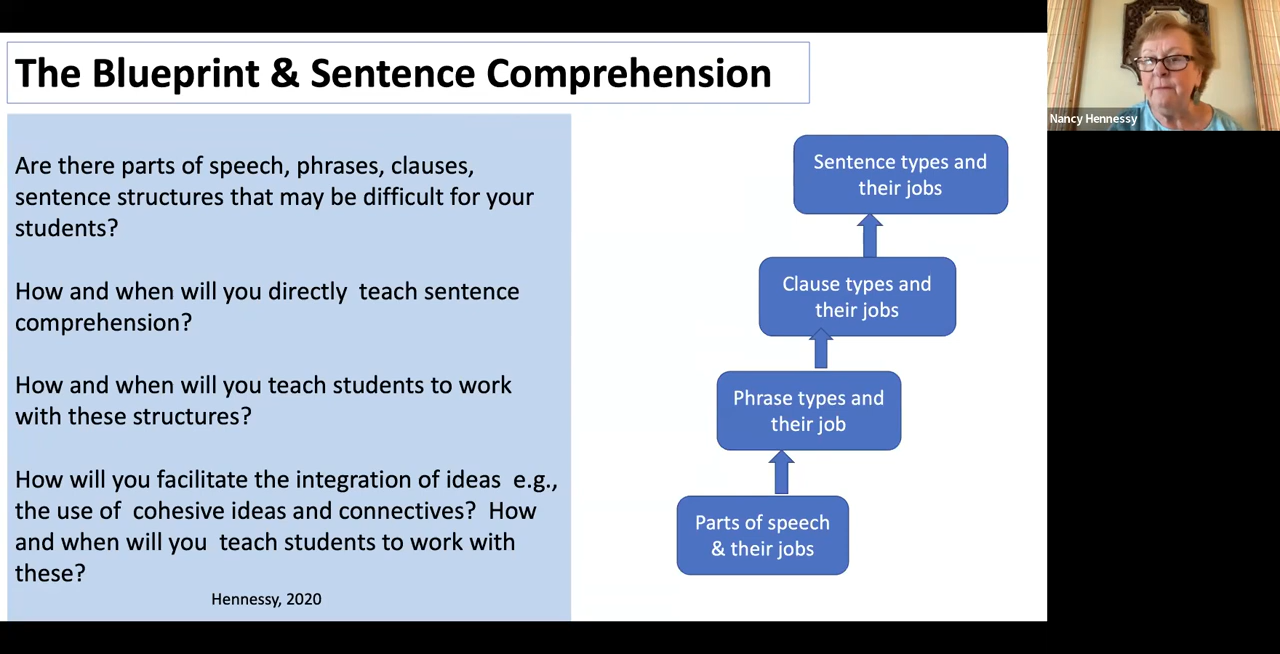 The Blueprint & Sentence Comprehension
Nancy Hennessy
Are there parts of speech, phrases, clauses,
sentence structures that may be difficult for your
students?
How and when will you directly  teach sentence
comprehension?
How and when will you teach students to work
with these structures?
How will you facilitate the integration of ideas  e.g.,
the use of  cohesive ideas and connectives?  How
and when will you  teach students to work with
these?
Hennessy, 2020
Sentence types and
their jobs
Clause types and
their jobs
Phrase types and
their job
Parts of speech
& their jobs